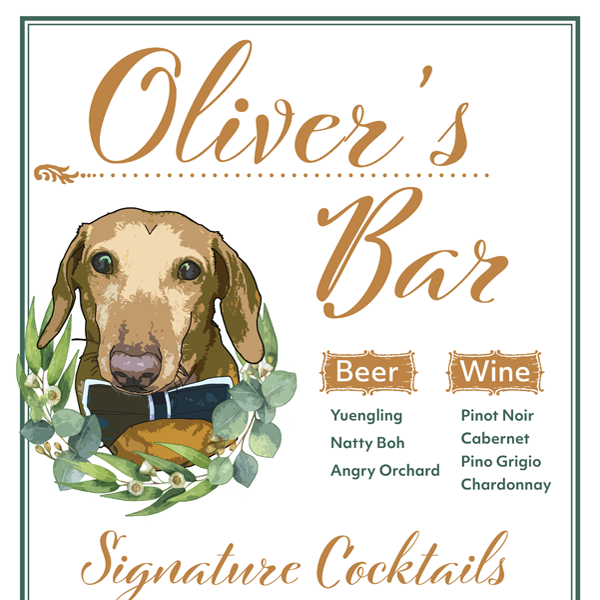 Oliver's
Bar
Beer
Yuengling
Natty Boh
Angry Orchard
Wine
Pinot Noir
Cabernet
Pino Grigio
Chardonnay
Signature Cocktails